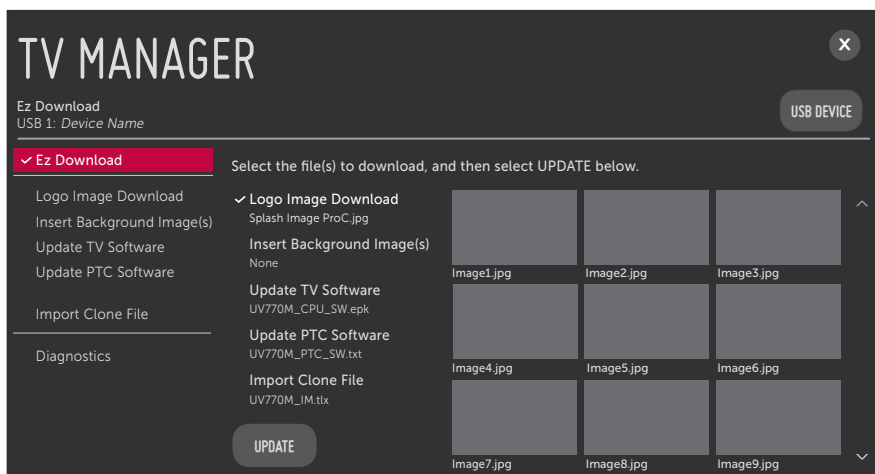 TV MANAGER
X
Ez Download
USB 1: Device Name
USB DEVICE
Ez Download
Logo Image Download
Insert Background Image(s)
Update TV Software
Update PTC Software
Import Clone File
Diagnostics
Select the file(s) to download, and then select UPDATE below.
Logo Image Download
Splash Image ProC.jpg
Insert Background Image(s)
None
Update TV Software
UV770M_CPU_SW.epk
Update PTC Software
UV770M_PTC_SW.txt
Import Clone File
UV770M_IM.tlx
UPDATE
Image1.jpg
Image2.jpg
Image3.jpg
Image4.jpg
Image5.jpg
Image6.jpg
Image7.jpg
Image8.jpg
Image9.jpg